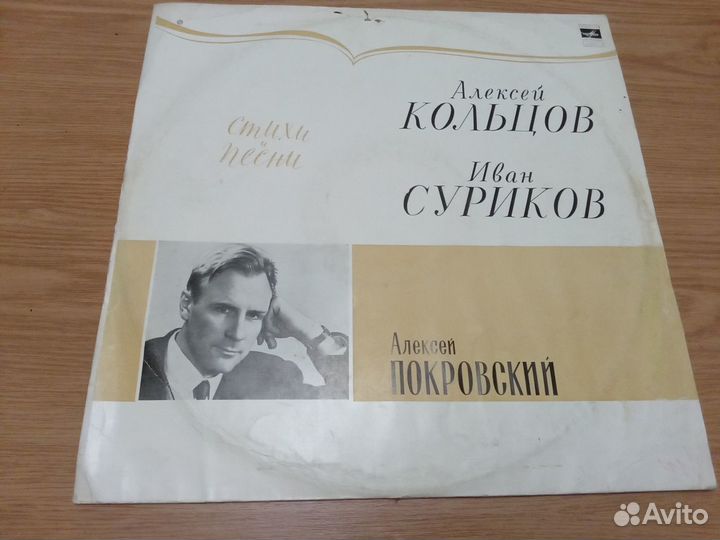 Алексей
КОЛЬЦОВ
стихи
и
песни
Иван
СУРИКОВ
Алексей
ПОКРОВСКИЙ
Avito